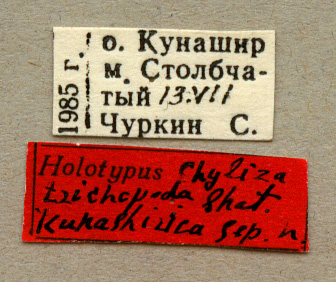 1985 г.
о. Кунашир
м. Столбча-
тый 13.VII
Чуркин С.
Holotypus Chyliza
trichopoda Shat.
Kunashirica ssp. n.